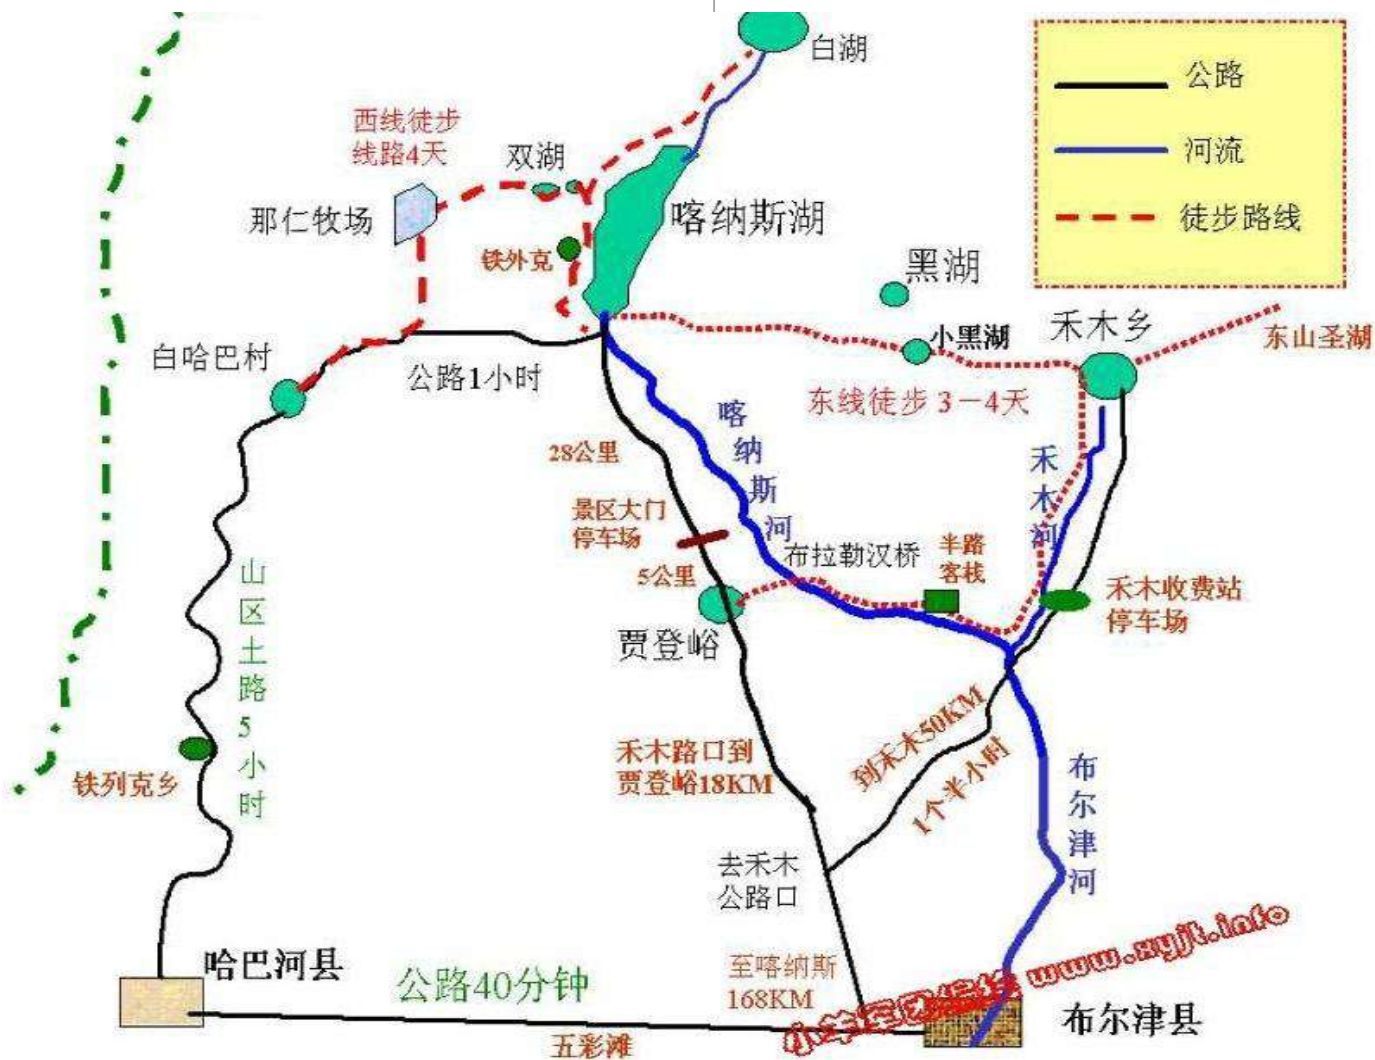 白湖
公路
河流
徒步路线
西线徒步
线路4天
双湖
那仁牧场
喀纳斯湖
铁外克
黑湖
小黑湖
禾木乡
东山圣湖
白哈巴村
公路1小时
东线徒步 3－4天
喀纳斯河
28公里
禾木河
景区大门
停车场
布拉勒汉桥
半路
客栈
5公里
禾木收费站
停车场
贾登峪
山区土路5小时
到禾木50KM
1个半小时
禾木路口到
贾登峪18KM
铁列克乡
布尔津河
去禾木
公路口
哈巴河县
公路40分钟
至喀纳斯
168KM
www.xyjt.info
布尔津县
五彩滩